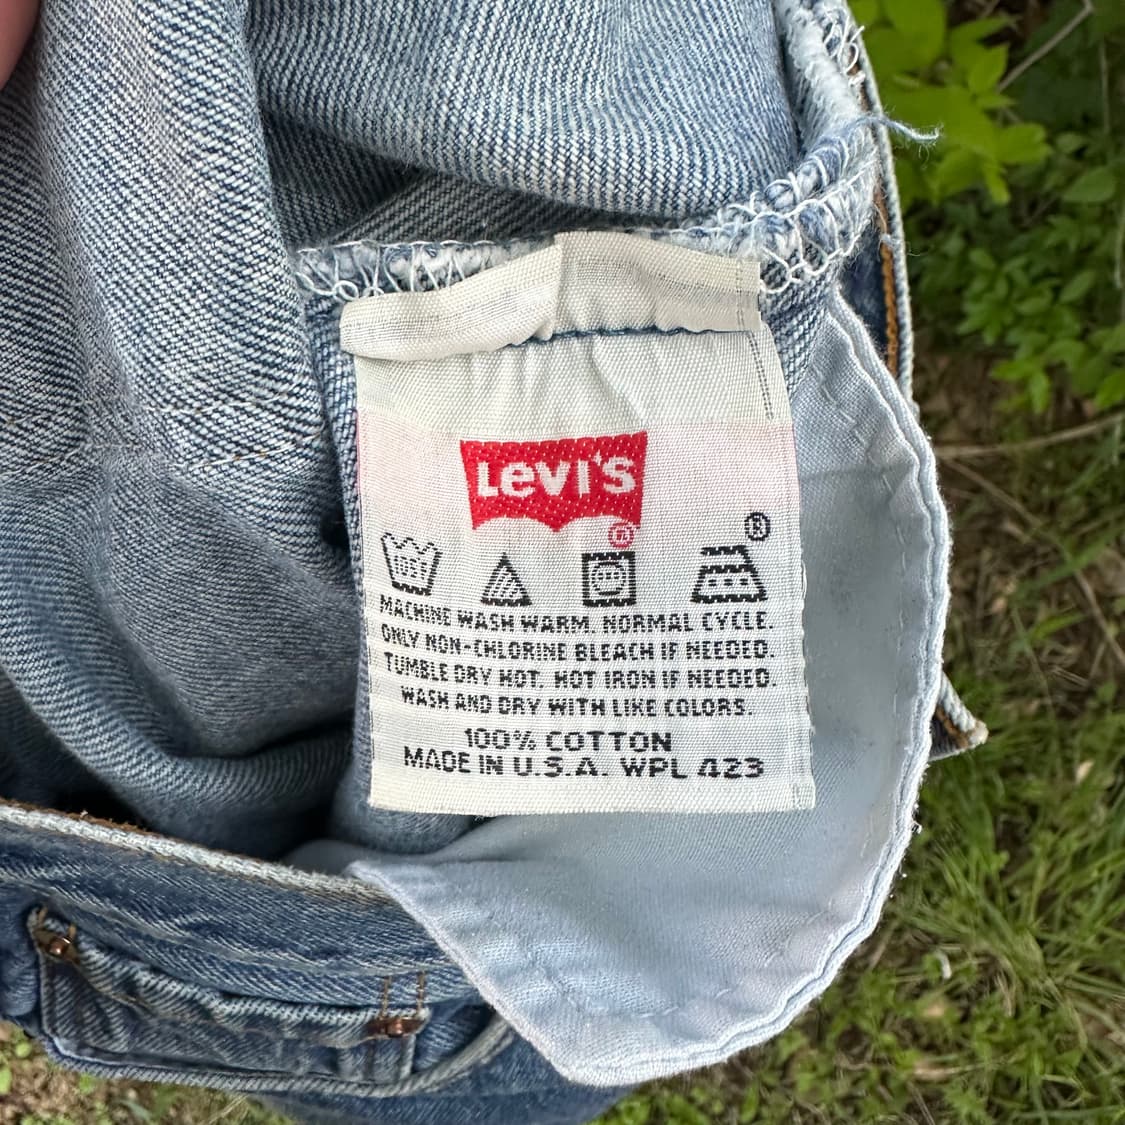 Levi's
®
®
105F
MACHINE WASH WARM. NORMAL CYCLE.
ONLY NON-CHLORINE BLEACH IF NEEDED.
TUMBLE DRY HOT. HOT IRON IF NEEDED.
WASH AND DRY WITH LIKE COLORS.
100% COTTON
MADE IN U.S.A. WPL 423